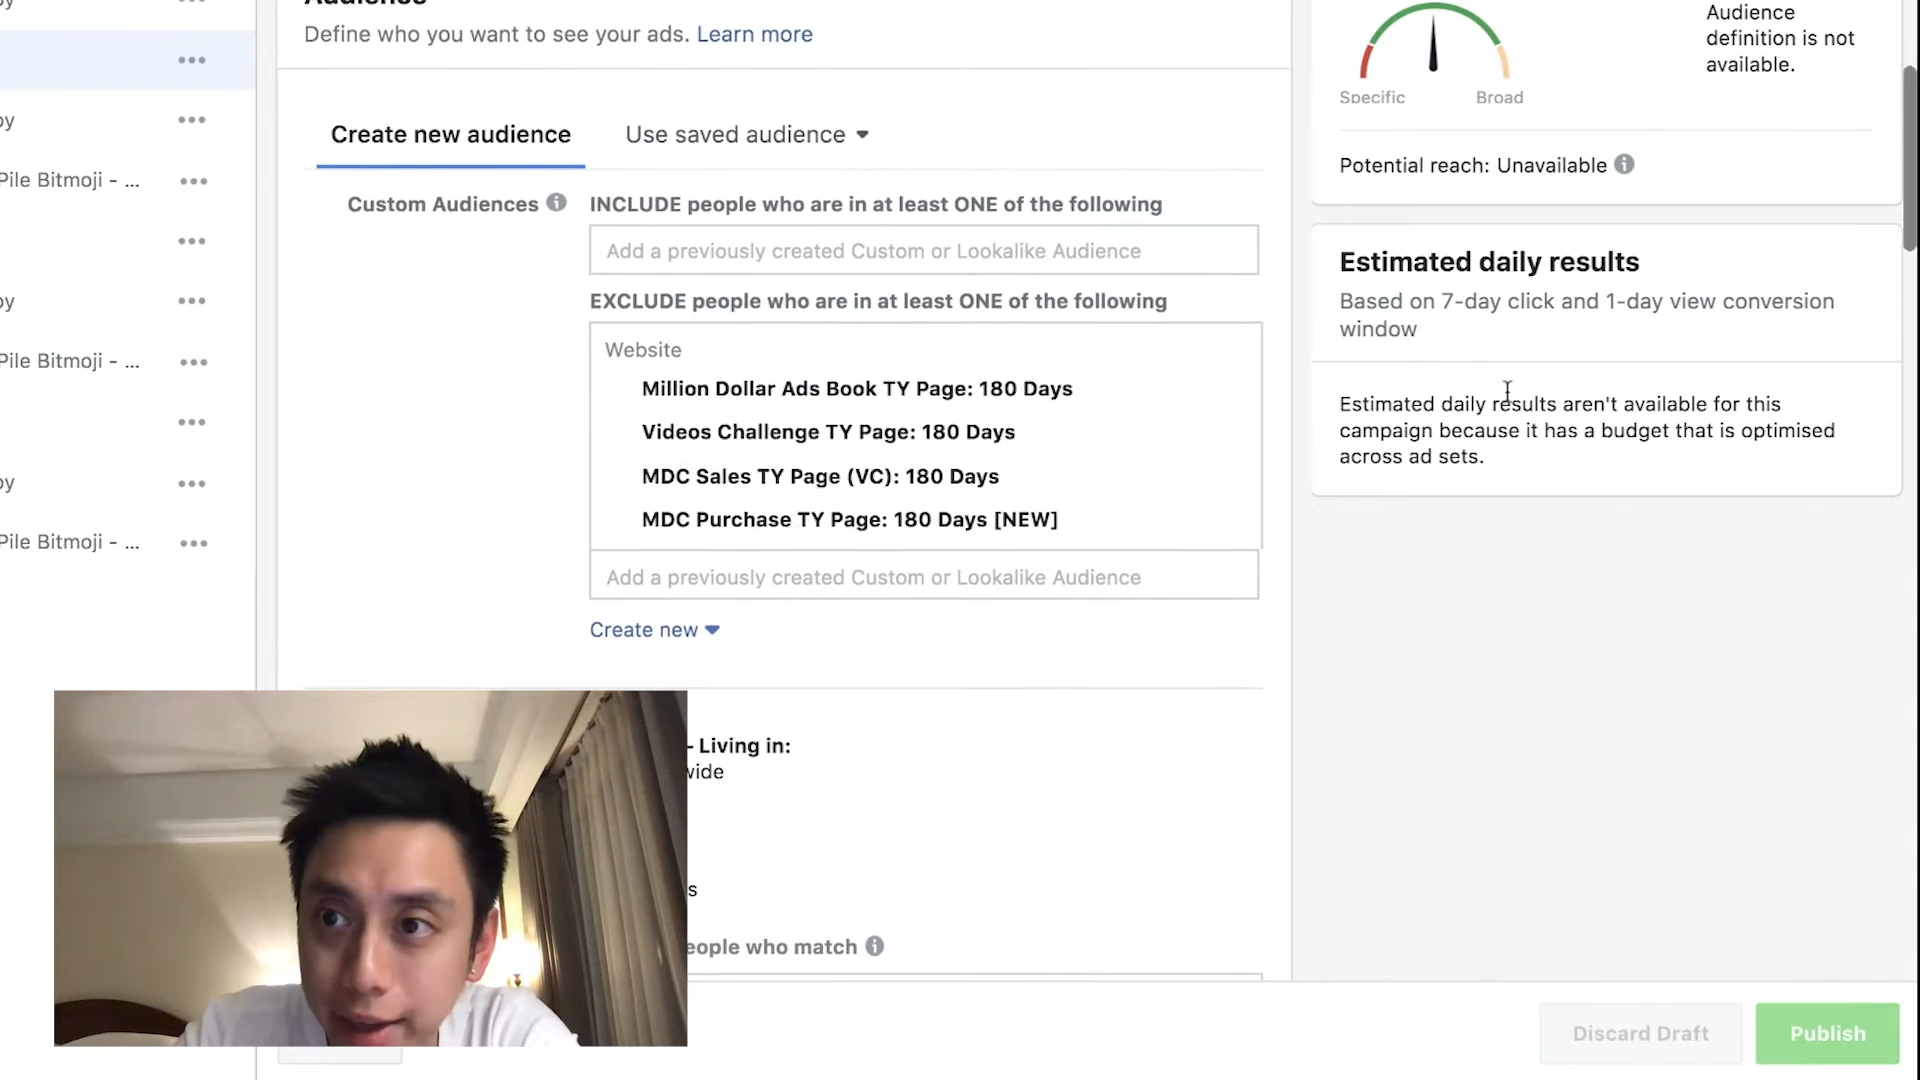 Audience
Define who you want to see your ads. Learn more
Create new audience
Use saved audience
Custom Audiences
INCLUDE people who are in at least ONE of the following
Add a previously created Custom or Lookalike Audience
EXCLUDE people who are in at least ONE of the following
Website
Million Dollar Ads Book TY Page: 180 Days
Videos Challenge TY Page: 180 Days
MDC Sales TY Page (VC): 180 Days
MDC Purchase TY Page: 180 Days [NEW]
Add a previously created Custom or Lookalike Audience
Create new
- Living in:
eople who match
Pile Bitmoji - ...
Pile Bitmoji - ...
Pile Bitmoji - ...
Audience
definition is not
available.
Specific
Broad
Potential reach: Unavailable
Estimated daily results
Based on 7-day click and 1-day view conversion
window
Estimated daily results aren't available for this
campaign because it has a budget that is optimised
across ad sets.
Discard Draft
Publish